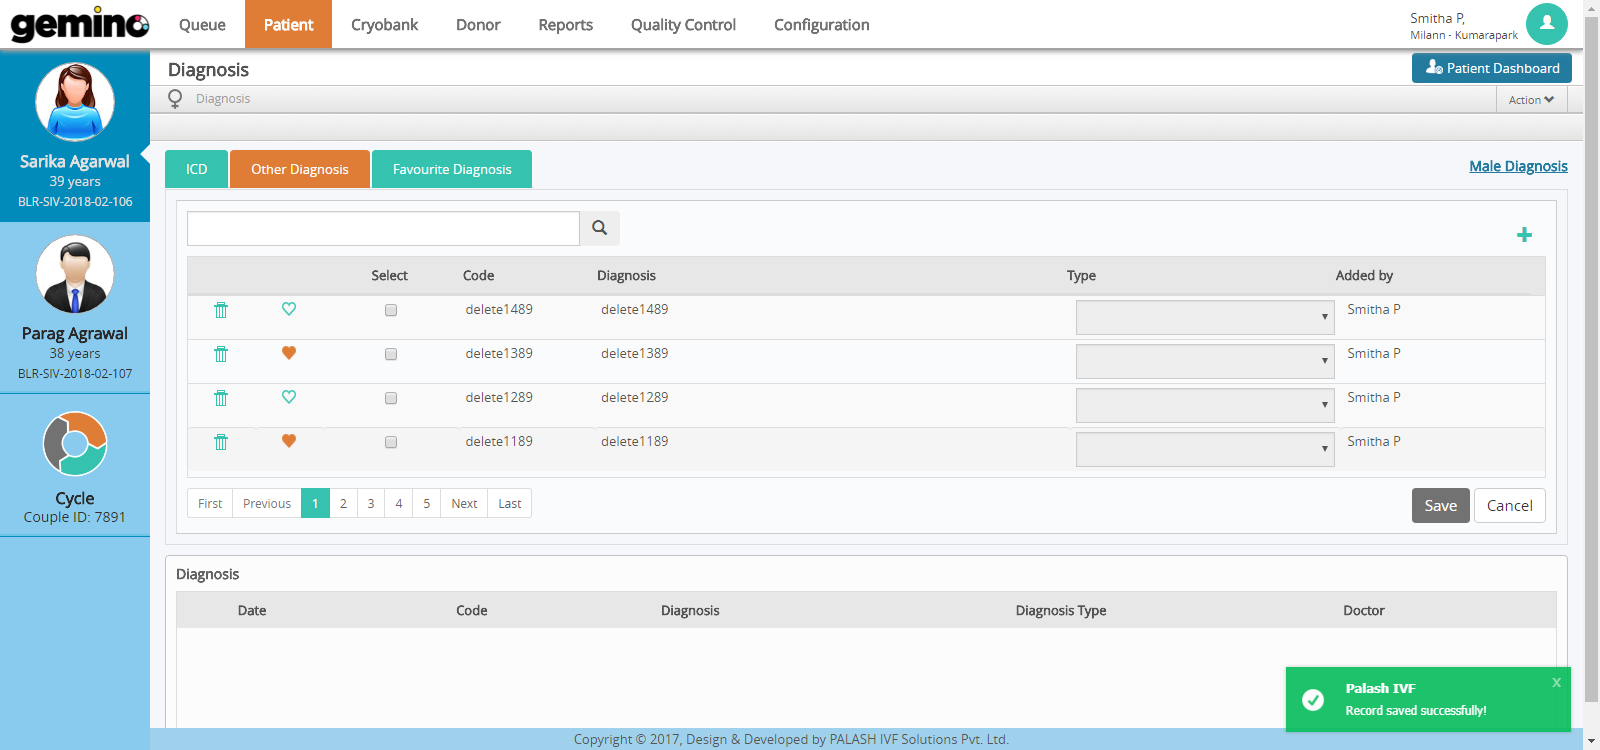 gemino
Queue Patient Cryobank Donor Reports Quality Control Configuration
Smitha P,
Milann - Kumarapark
Sarika Agarwal
39 years
BLR-SIV-2018-02-106
Parag Agrawal
38 years
BLR-SIV-2018-02-107
Cycle
Couple ID: 7891
Diagnosis
Patient Dashboard
Diagnosis
Action
ICD Other Diagnosis Favourite Diagnosis
Male Diagnosis
Select Code Diagnosis Type Added by
delete1489 delete1489 Smitha P
delete1389 delete1389 Smitha P
delete1289 delete1289 Smitha P
delete1189 delete1189 Smitha P
First Previous 1 2 3 4 5 Next Last
Save Cancel
Diagnosis
Date Code Diagnosis Diagnosis Type Doctor
Palash IVF
x
Record saved successfully!
Copyright © 2017, Design & Developed by PALASH IVF Solutions Pvt. Ltd.